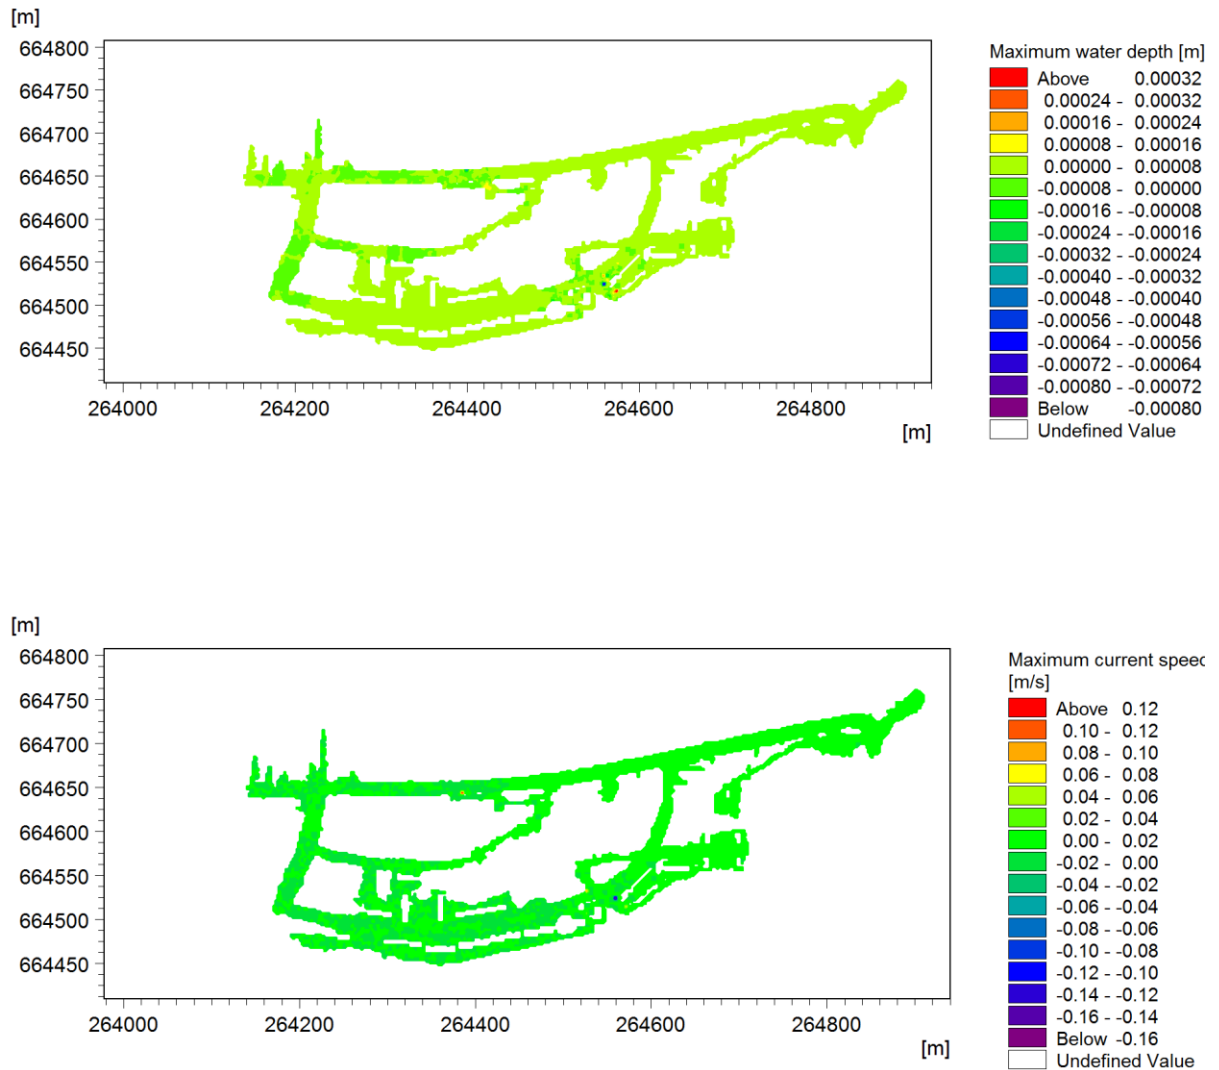 [m]
664800
664750
664700
664650
664600
664550
664500
664450
264000 264200 264400 264600 264800
[m]
Maximum water depth [m]
Above 0.00032
0.00024 - 0.00032
0.00016 - 0.00024
0.00008 - 0.00016
0.00000 - 0.00008
-0.00008 - 0.00000
-0.00016 - -0.00008
-0.00024 - -0.00016
-0.00032 - -0.00024
-0.00040 - -0.00032
-0.00048 - -0.00040
-0.00056 - -0.00048
-0.00064 - -0.00056
-0.00072 - -0.00064
-0.00080 - -0.00072
Below -0.00080
Undefined Value
[m]
664800
664750
664700
664650
664600
664550
664500
664450
264000 264200 264400 264600 264800
[m]
Maximum current speed
[m/s]
Above 0.12
0.10 - 0.12
0.08 - 0.10
0.06 - 0.08
0.04 - 0.06
0.02 - 0.04
0.00 - 0.02
-0.02 - 0.00
-0.04 - -0.02
-0.06 - -0.04
-0.08 - -0.06
-0.10 - -0.08
-0.12 - -0.10
-0.14 - -0.12
-0.16 - -0.14
Below -0.16
Undefined Value